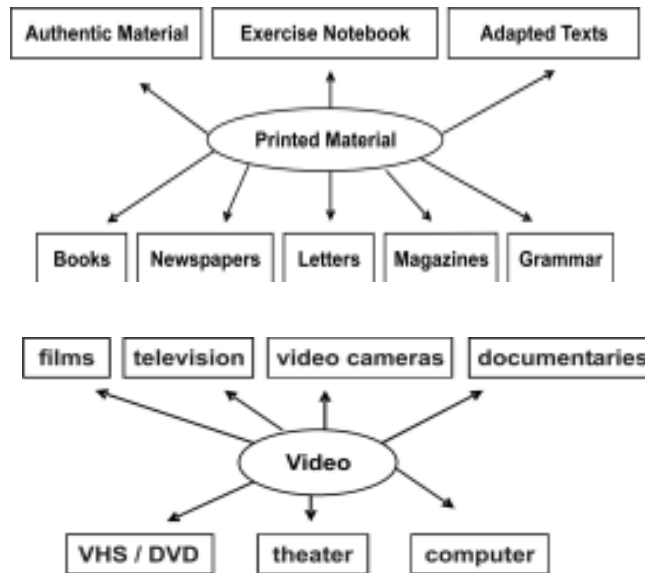 Authentic Material Exercise Notebook Adapted Texts
Printed Material
Books Newspapers Letters Magazines Grammar
films television video cameras documentaries
Video
VHS / DVD theater computer